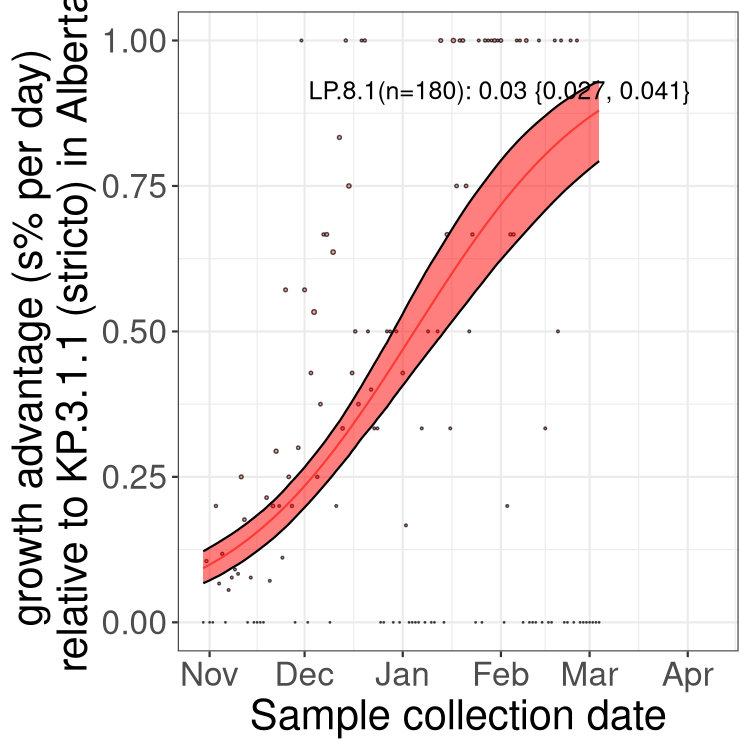 growth advantage (s% per day)
relative to KP.3.1.1 (stricto) in Alberta
1.00
0.75
0.50
0.25
0.00
LP.8.1(n=180): 0.03 {0.027, 0.041}
Nov Dec Jan Feb Mar Apr
Sample collection date